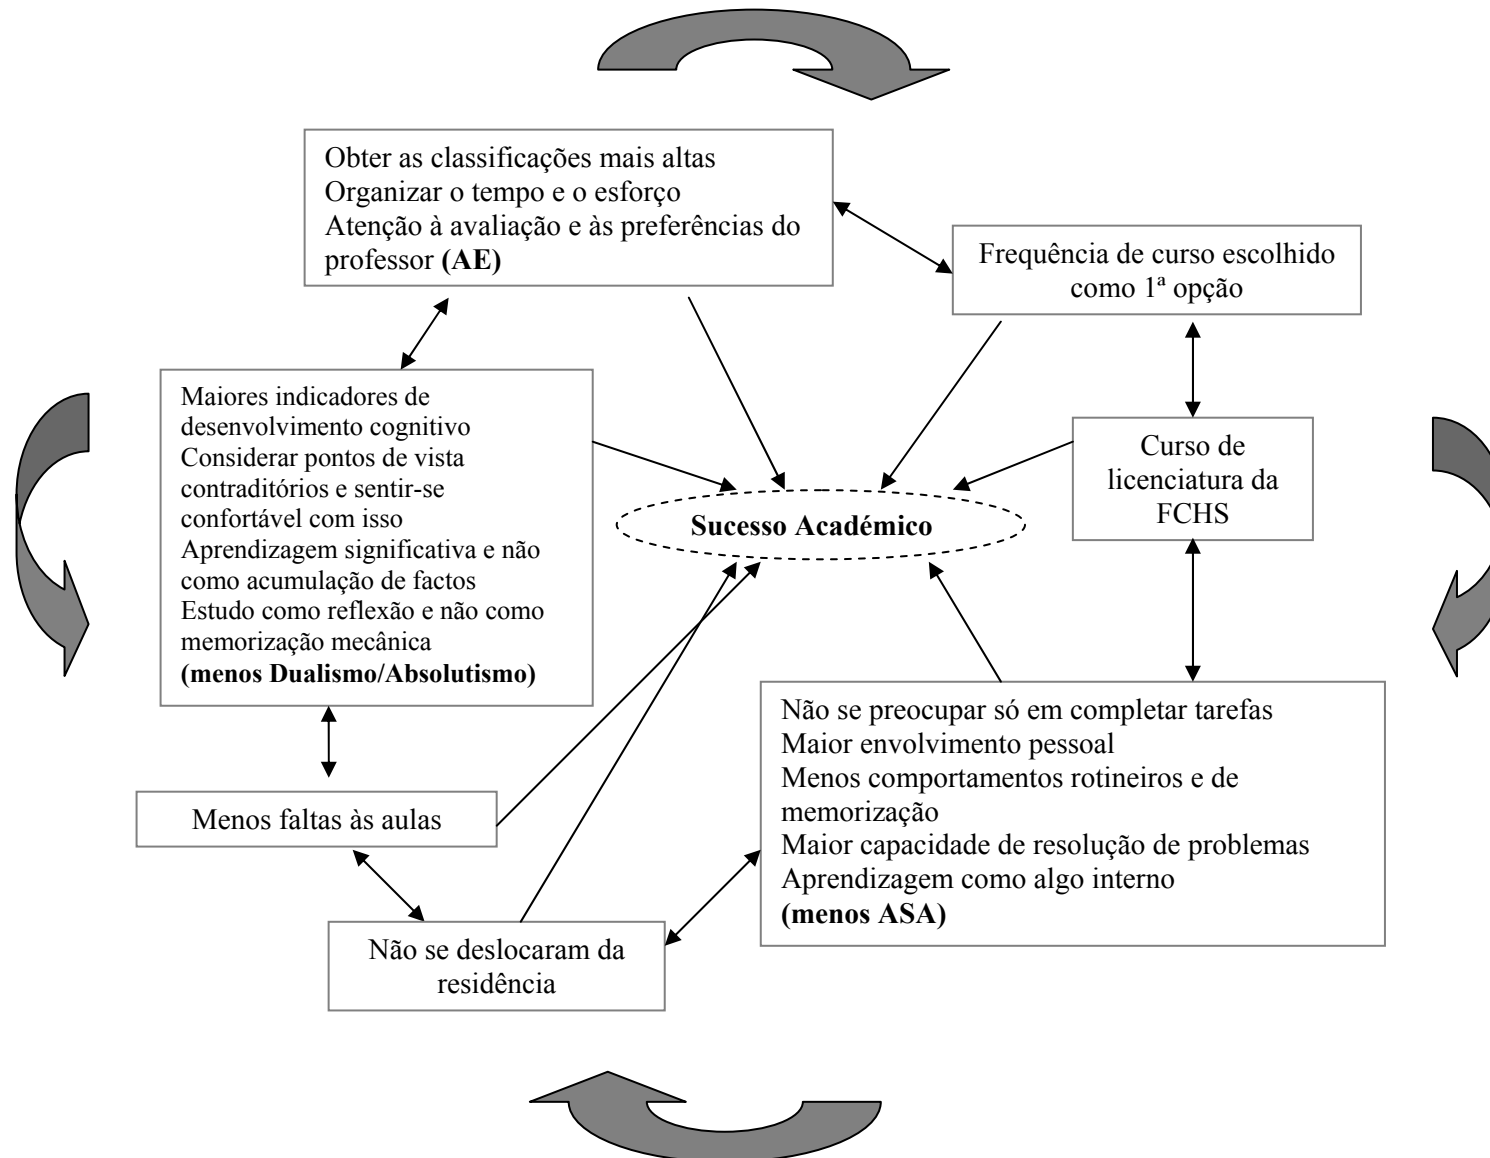 Obter as classificações mais altas
Organizar o tempo e o esforço
Atenção à avaliação e às preferências do
professor (AE)
Frequência de curso escolhido
como 1ª opção
Maiores indicadores de
desenvolvimento cognitivo
Considerar pontos de vista
contraditórios e sentir-se
confortável com isso
Aprendizagem significativa e não
como acumulação de factos
Estudo como reflexão e não como
memorização mecânica
(menos Dualismo/Absolutismo)
Curso de
licenciatura da
FCHS
Sucesso Académico
Não se preocupar só em completar tarefas
Maior envolvimento pessoal
Menos comportamentos rotineiros e de
memorização
Maior capacidade de resolução de problemas
Aprendizagem como algo interno
(menos ASA)
Menos faltas às aulas
Não se deslocaram da
residência